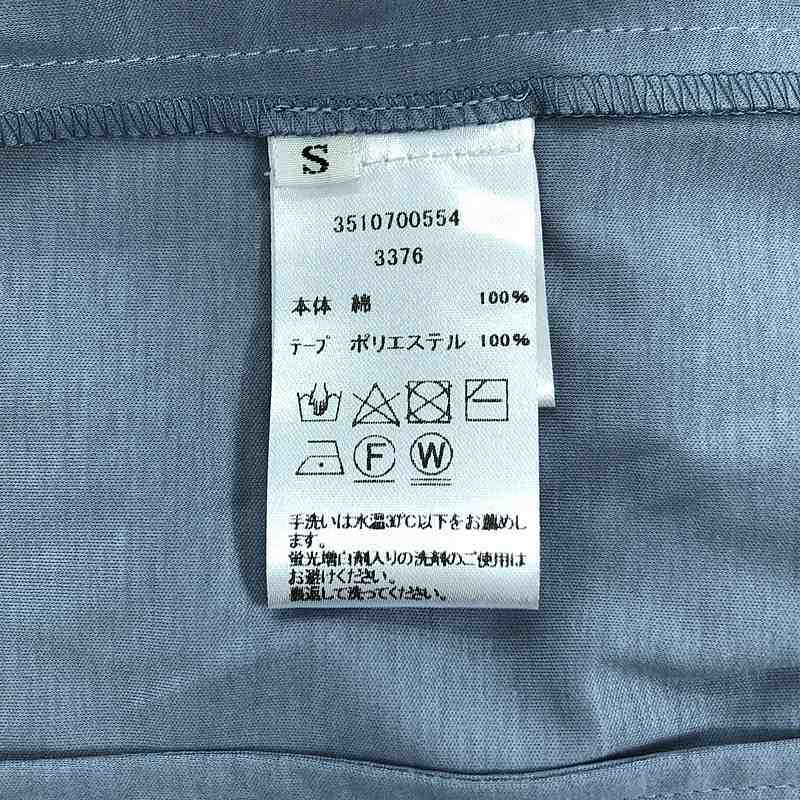 S
3510700554
3376
本体 綿 100%
テープ ポリエステル 100%
F W
手洗いは水温30℃以下をお薦めし
ます。
蛍光増白剤入りの洗剤のご使用は
お避けください。
裏返して洗ってください。